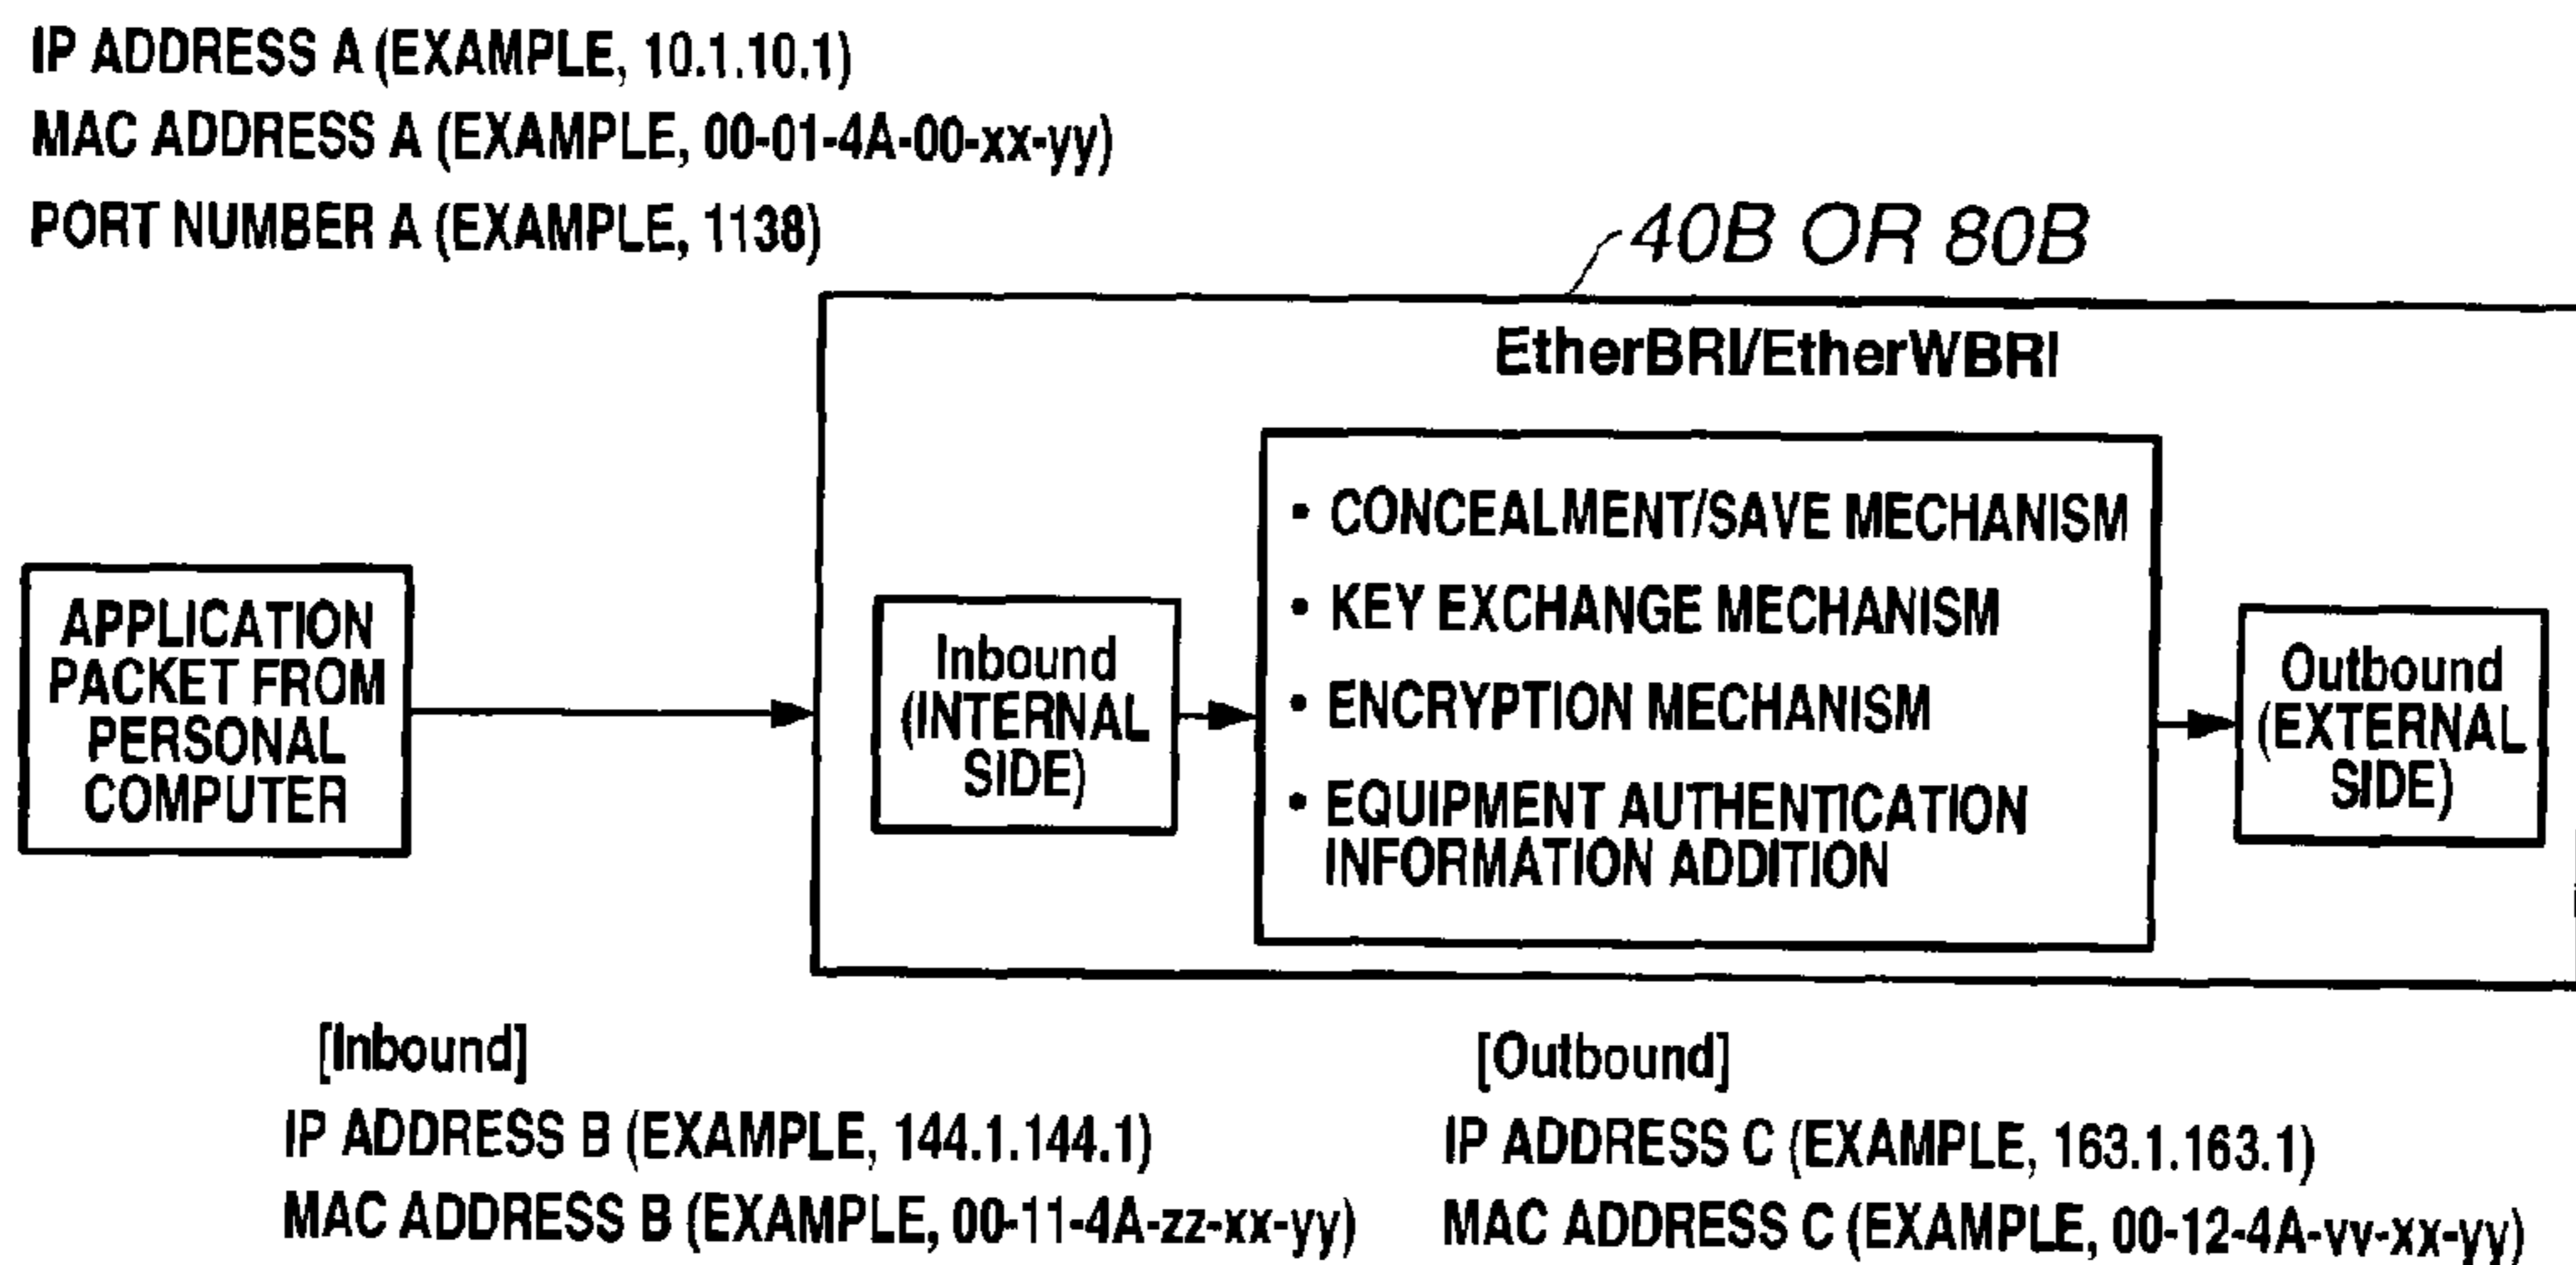 IP ADDRESS A (EXAMPLE, 10.1.10.1)
MAC ADDRESS A (EXAMPLE, 00-01-4A-00-xx-yy)
PORT NUMBER A (EXAMPLE, 1138)
40B OR 80B
EtherBRI/EtherWBRI
APPLICATION
PACKET FROM
PERSONAL
COMPUTER
Inbound
(INTERNAL
SIDE)
• CONCEALMENT/SAVE MECHANISM
• KEY EXCHANGE MECHANISM
• ENCRYPTION MECHANISM
• EQUIPMENT AUTHENTICATION
INFORMATION ADDITION
Outbound
(EXTERNAL
SIDE)
[Inbound]
IP ADDRESS B (EXAMPLE, 144.1.144.1)
MAC ADDRESS B (EXAMPLE, 00-11-4A-zz-xx-yy)
[Outbound]
IP ADDRESS C (EXAMPLE, 163.1.163.1)
MAC ADDRESS C (EXAMPLE, 00-12-4A-vv-xx-yy)